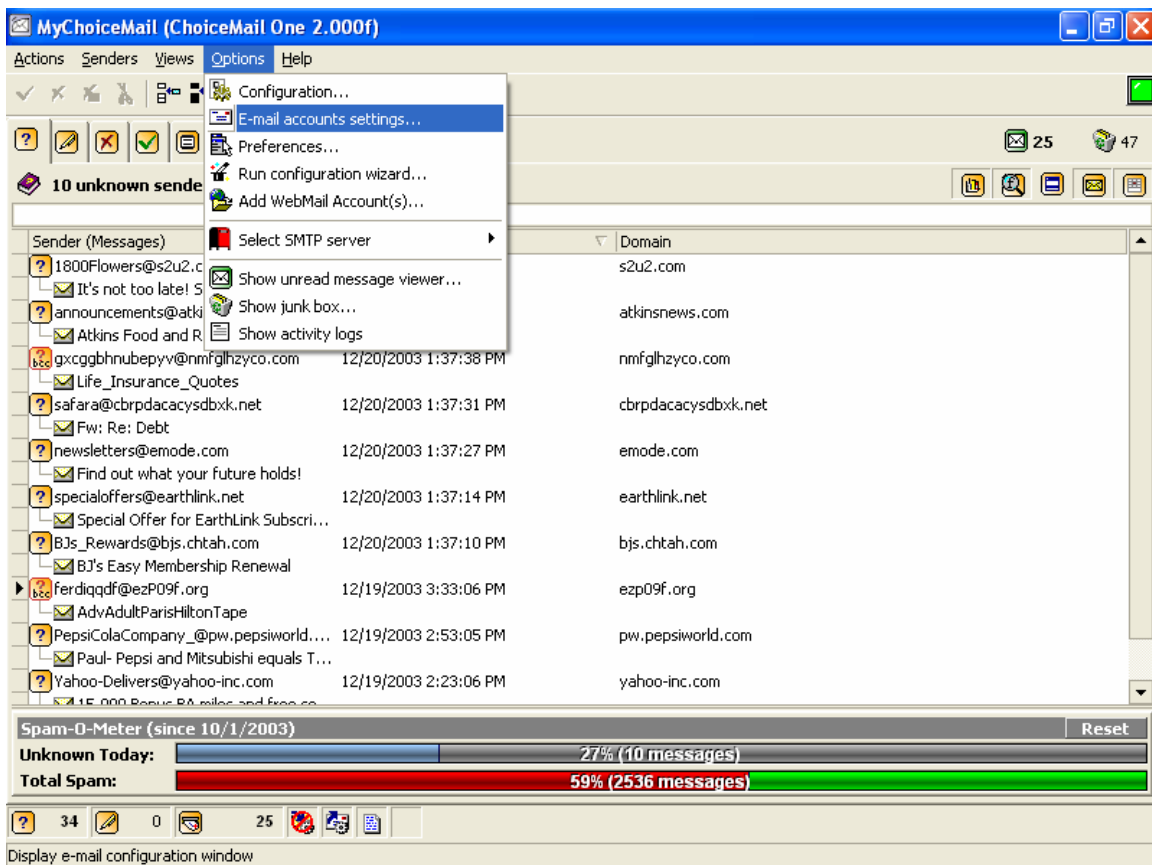 MyChoiceMail (ChoiceMail One 2.000f)
Actions Senders Views Options Help
Configuration...
E-mail accounts settings...
Preferences...
Run configuration wizard...
Add WebMail Account(s)...
Select SMTP server
Show unread message viewer...
Show junk box...
Show activity logs
25 47
10 unknown sende
Sender (Messages) Domain
1800Flowers@s2u2.c s2u2.com
It's not too late! S
announcements@atki atkinsnews.com
Atkins Food and R
bcc gxcggbhnubepyv@nmfglhzyco.com 12/20/2003 1:37:38 PM nmfglhzyco.com
Life_Insurance_Quotes
safara@cbrpdacacysdbxk.net 12/20/2003 1:37:31 PM cbrpdacacysdbxk.net
Fw: Re: Debt
newsletters@emode.com 12/20/2003 1:37:27 PM emode.com
Find out what your future holds!
specialoffers@earthlink.net 12/20/2003 1:37:14 PM earthlink.net
Special Offer for EarthLink Subscri...
BJs_Rewards@bjs.chtah.com 12/20/2003 1:37:10 PM bjs.chtah.com
BJ's Easy Membership Renewal
bcc ferdiqqdf@ezP09f.org 12/19/2003 3:33:06 PM ezp09f.org
AdvAdultParisHiltonTape
PepsiColaCompany_@pw.pepsiworld.... 12/19/2003 2:53:05 PM pw.pepsiworld.com
Paul- Pepsi and Mitsubishi equals T...
Yahoo-Delivers@yahoo-inc.com 12/19/2003 2:23:06 PM yahoo-inc.com
Spam-O-Meter (since 10/1/2003) Reset
Unknown Today: 27% (10 messages)
Total Spam: 59% (2536 messages)
34 0 25
Display e-mail configuration window